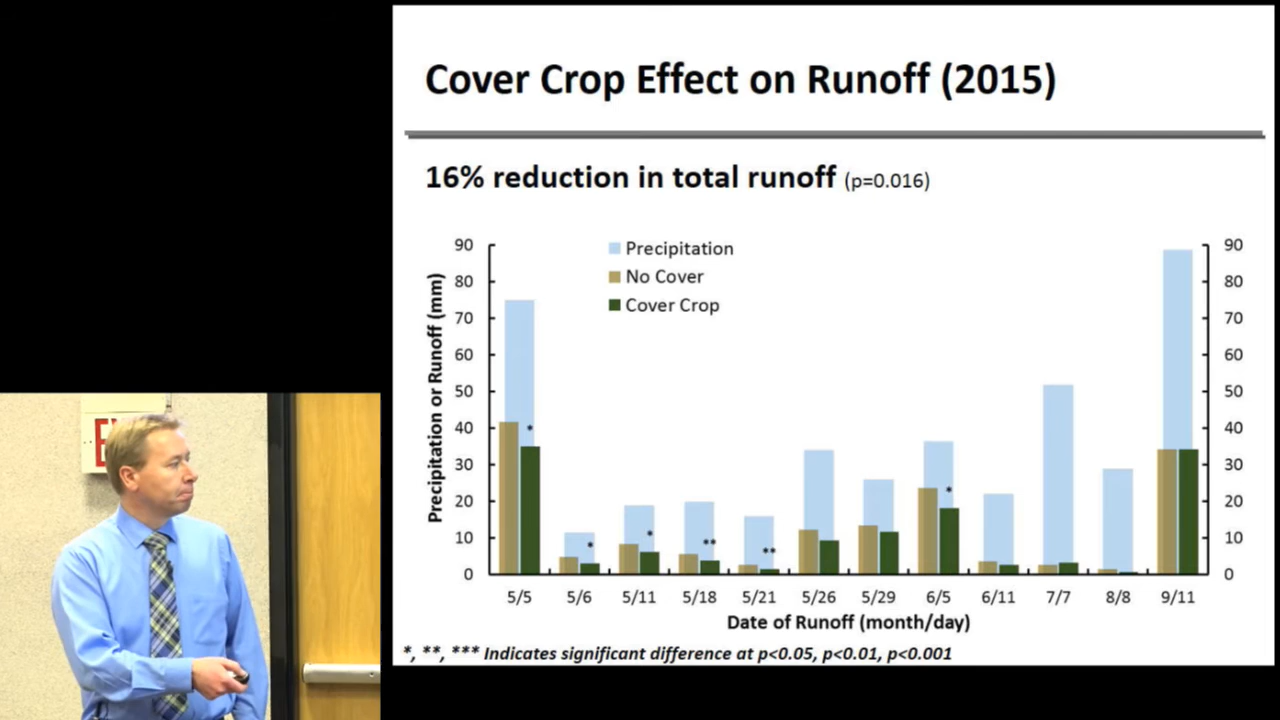 Cover Crop Effect on Runoff (2015)
16% reduction in total runoff (p=0.016)
Precipitation
No Cover
Cover Crop
Precipitation or Runoff (mm)
90
80
70
60
50
40
30
20
10
0
*
*
*
**
**
*
90
80
70
60
50
40
30
20
10
0
5/5 5/6 5/11 5/18 5/21 5/26 5/29 6/5 6/11 7/7 8/8 9/11
Date of Runoff (month/day)
*, **, *** Indicates significant difference at p<0.05, p<0.01, p<0.001